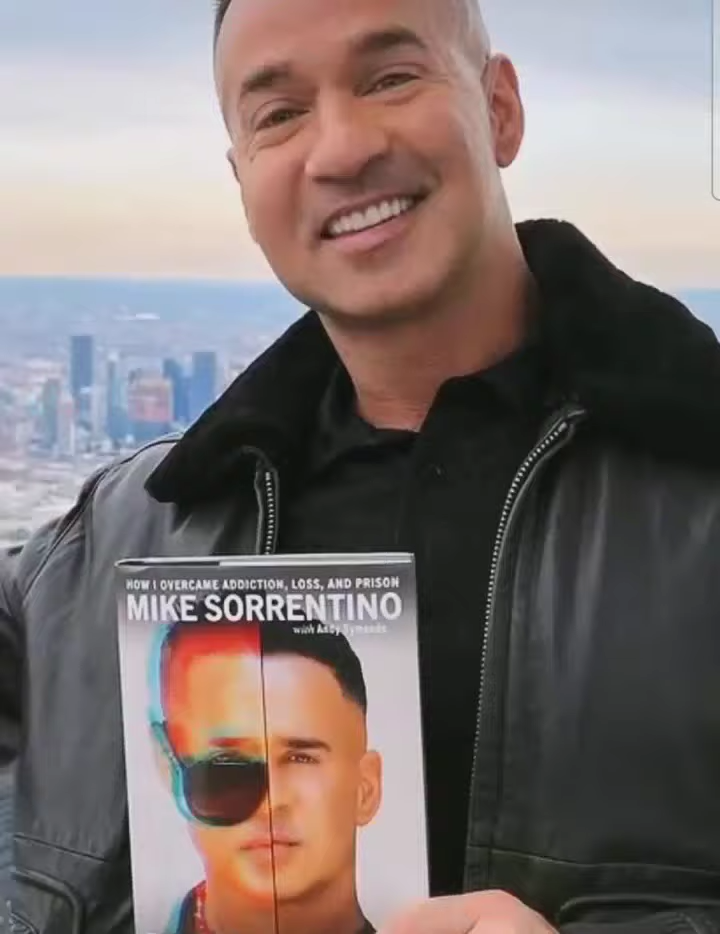 HOW I OVERCAME ADDICTION, LOSS, AND PRISON
MIKE SORRENTINO
with Andy Symonds